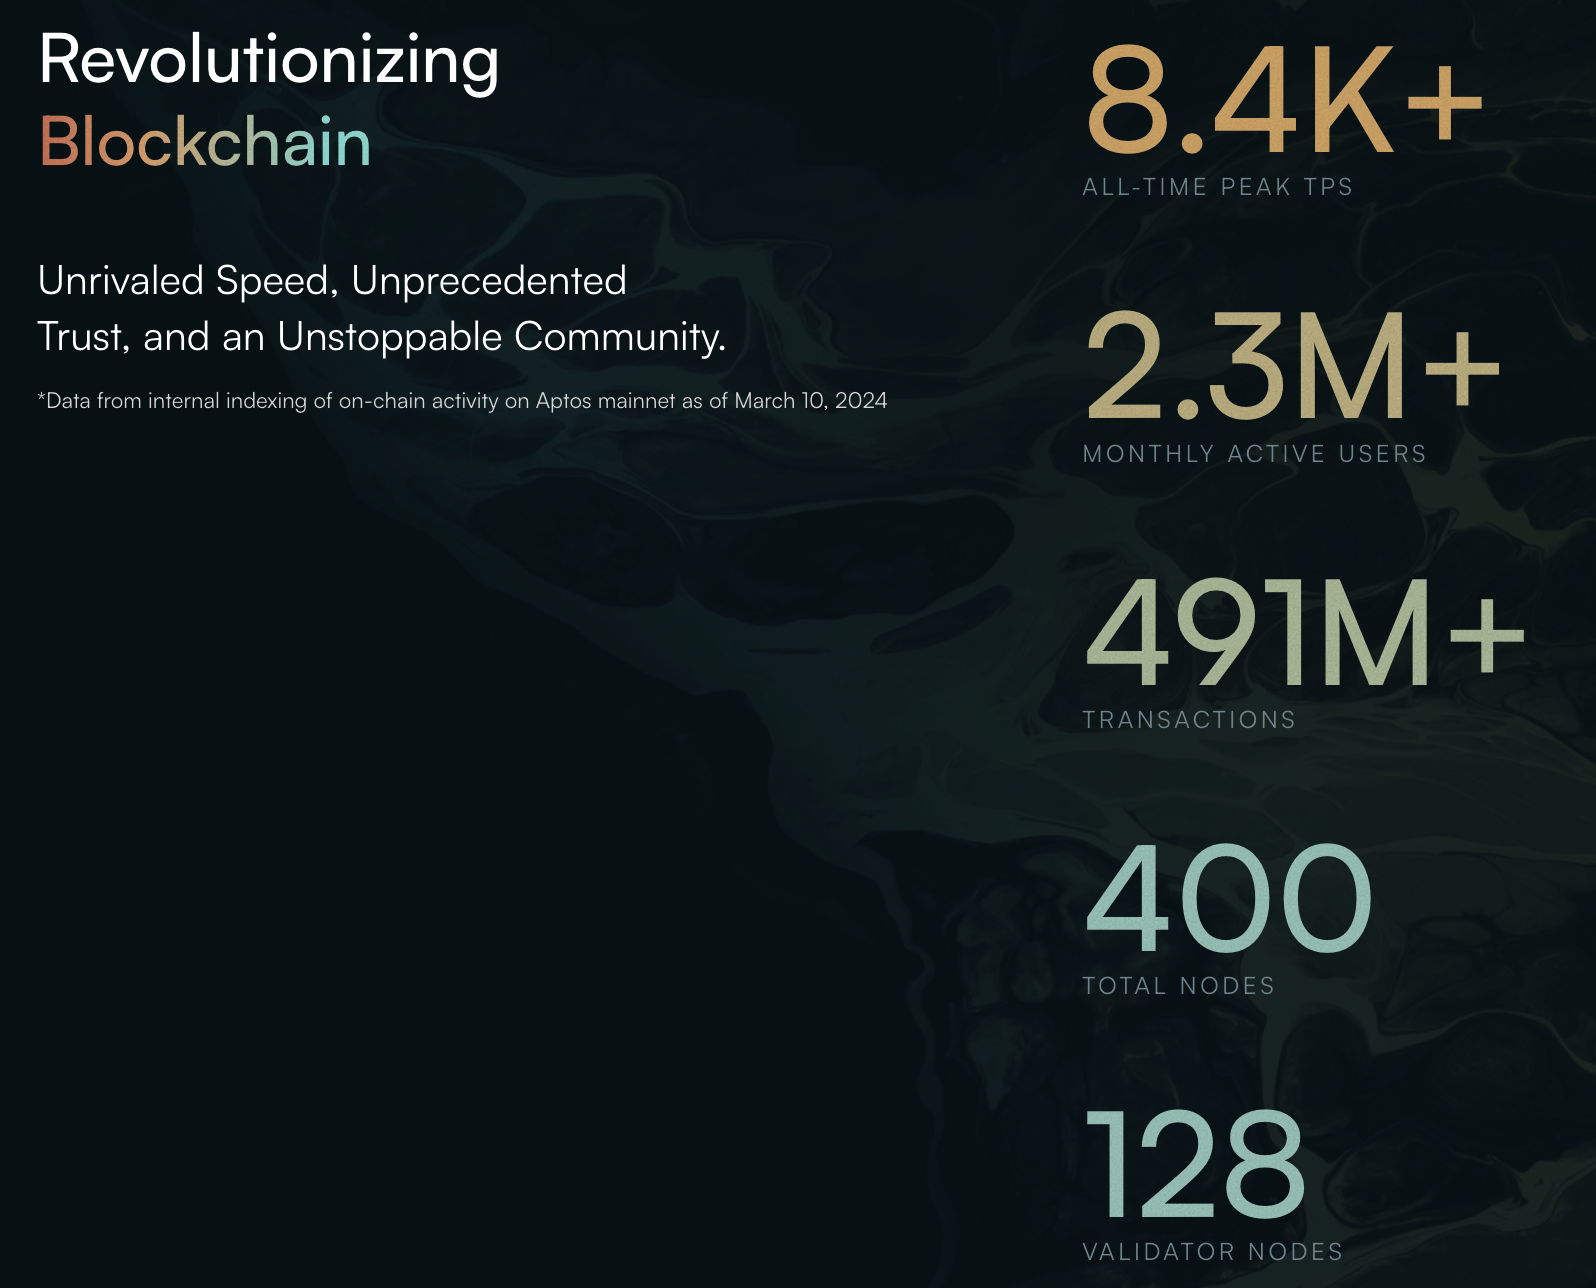 Revolutionizing
Blockchain
Unrivaled Speed, Unprecedented
Trust, and an Unstoppable Community.
*Data from internal indexing of on-chain activity on Aptos mainnet as of March 10, 2024
8.4K+
ALL-TIME PEAK TPS
2.3M+
MONTHLY ACTIVE USERS
491M+
TRANSACTIONS
400
TOTAL NODES
128
VALIDATOR NODES